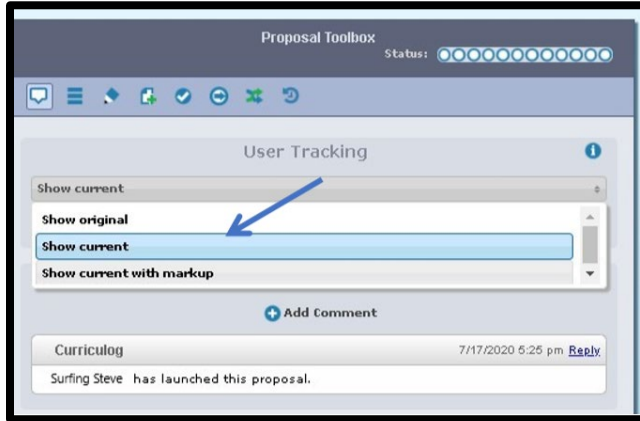 Proposal Toolbox
Status:
User Tracking
Show current
Show original
Show current
Show current with markup
Add Comment
Curriculog 7/17/2020 5:25 pm Reply
Surfing Steve has launched this proposal.